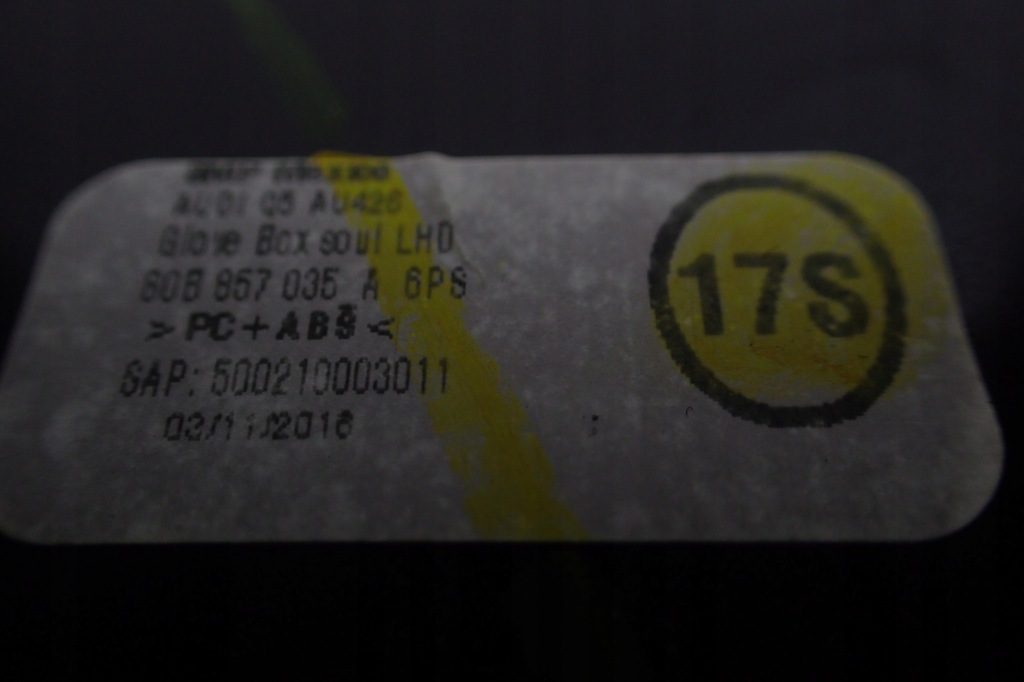 AUDI Q5 AU426
Glove Box soul LHD
80B 857 035 A 6PS
>PC+ABS<
SAP: 500210003011
03/11/2016
17S